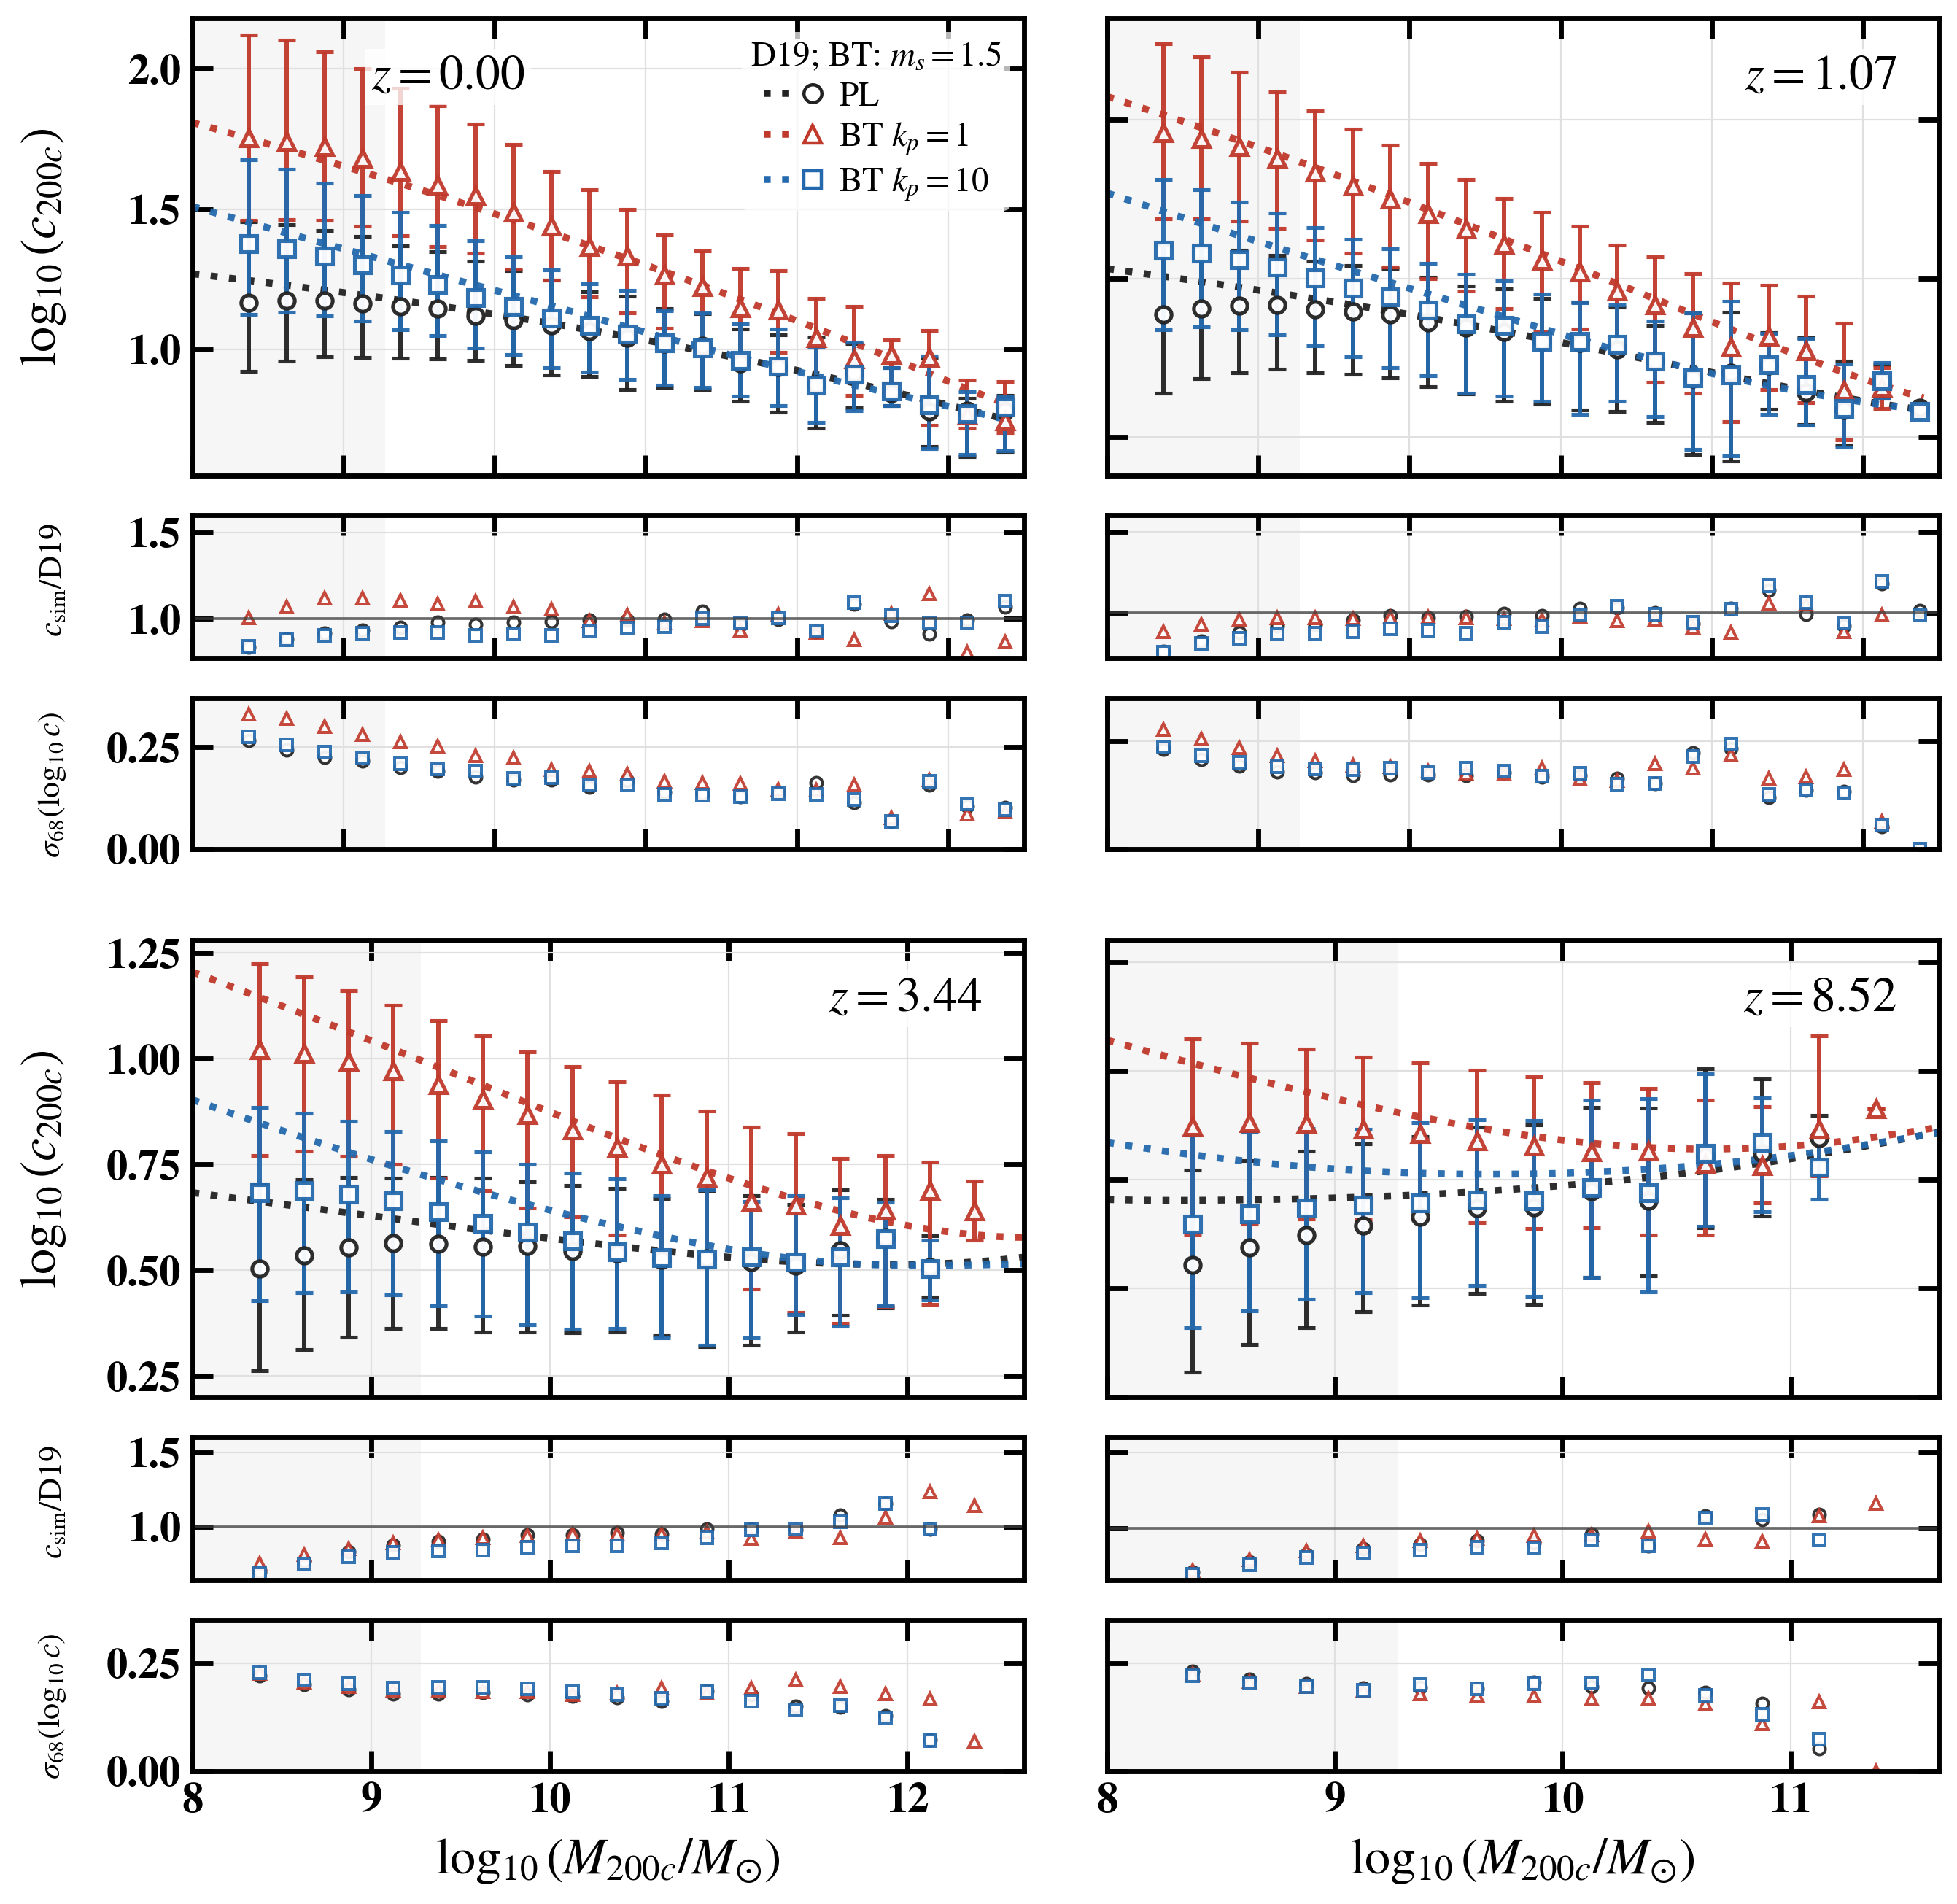 2.0
1.5
1.0
log₁₀ (c₂₀₀c)
z = 0.00
D19; BT: mₛ = 1.5
PL
BT kₚ = 1
BT kₚ = 10
z = 1.07
1.5
1.0
c_sim/D19
0.25
0.00
σ₆₈(log₁₀ c)
1.25
1.00
0.75
0.50
0.25
log₁₀ (c₂₀₀c)
z = 3.44
z = 8.52
1.5
1.0
c_sim/D19
0.25
0.00
σ₆₈(log₁₀ c)
8 9 10 11 12
8 9 10 11
log₁₀ (M₂₀₀c/M⊙)
log₁₀ (M₂₀₀c/M⊙)